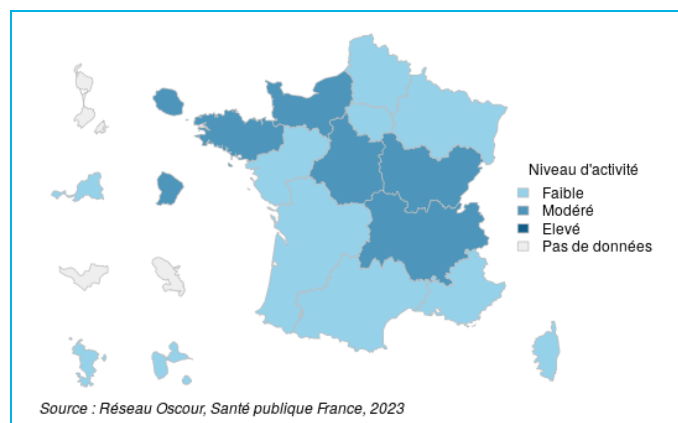 Niveau d'activité
Faible
Modéré
Elevé
Pas de données
Source : Réseau Oscour, Santé publique France, 2023